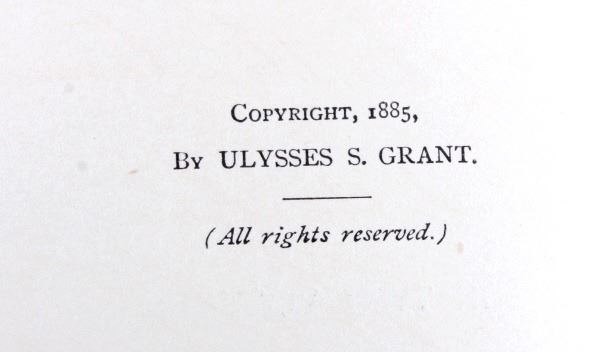 COPYRIGHT, 1885,
BY ULYSSES S. GRANT.
(All rights reserved.)